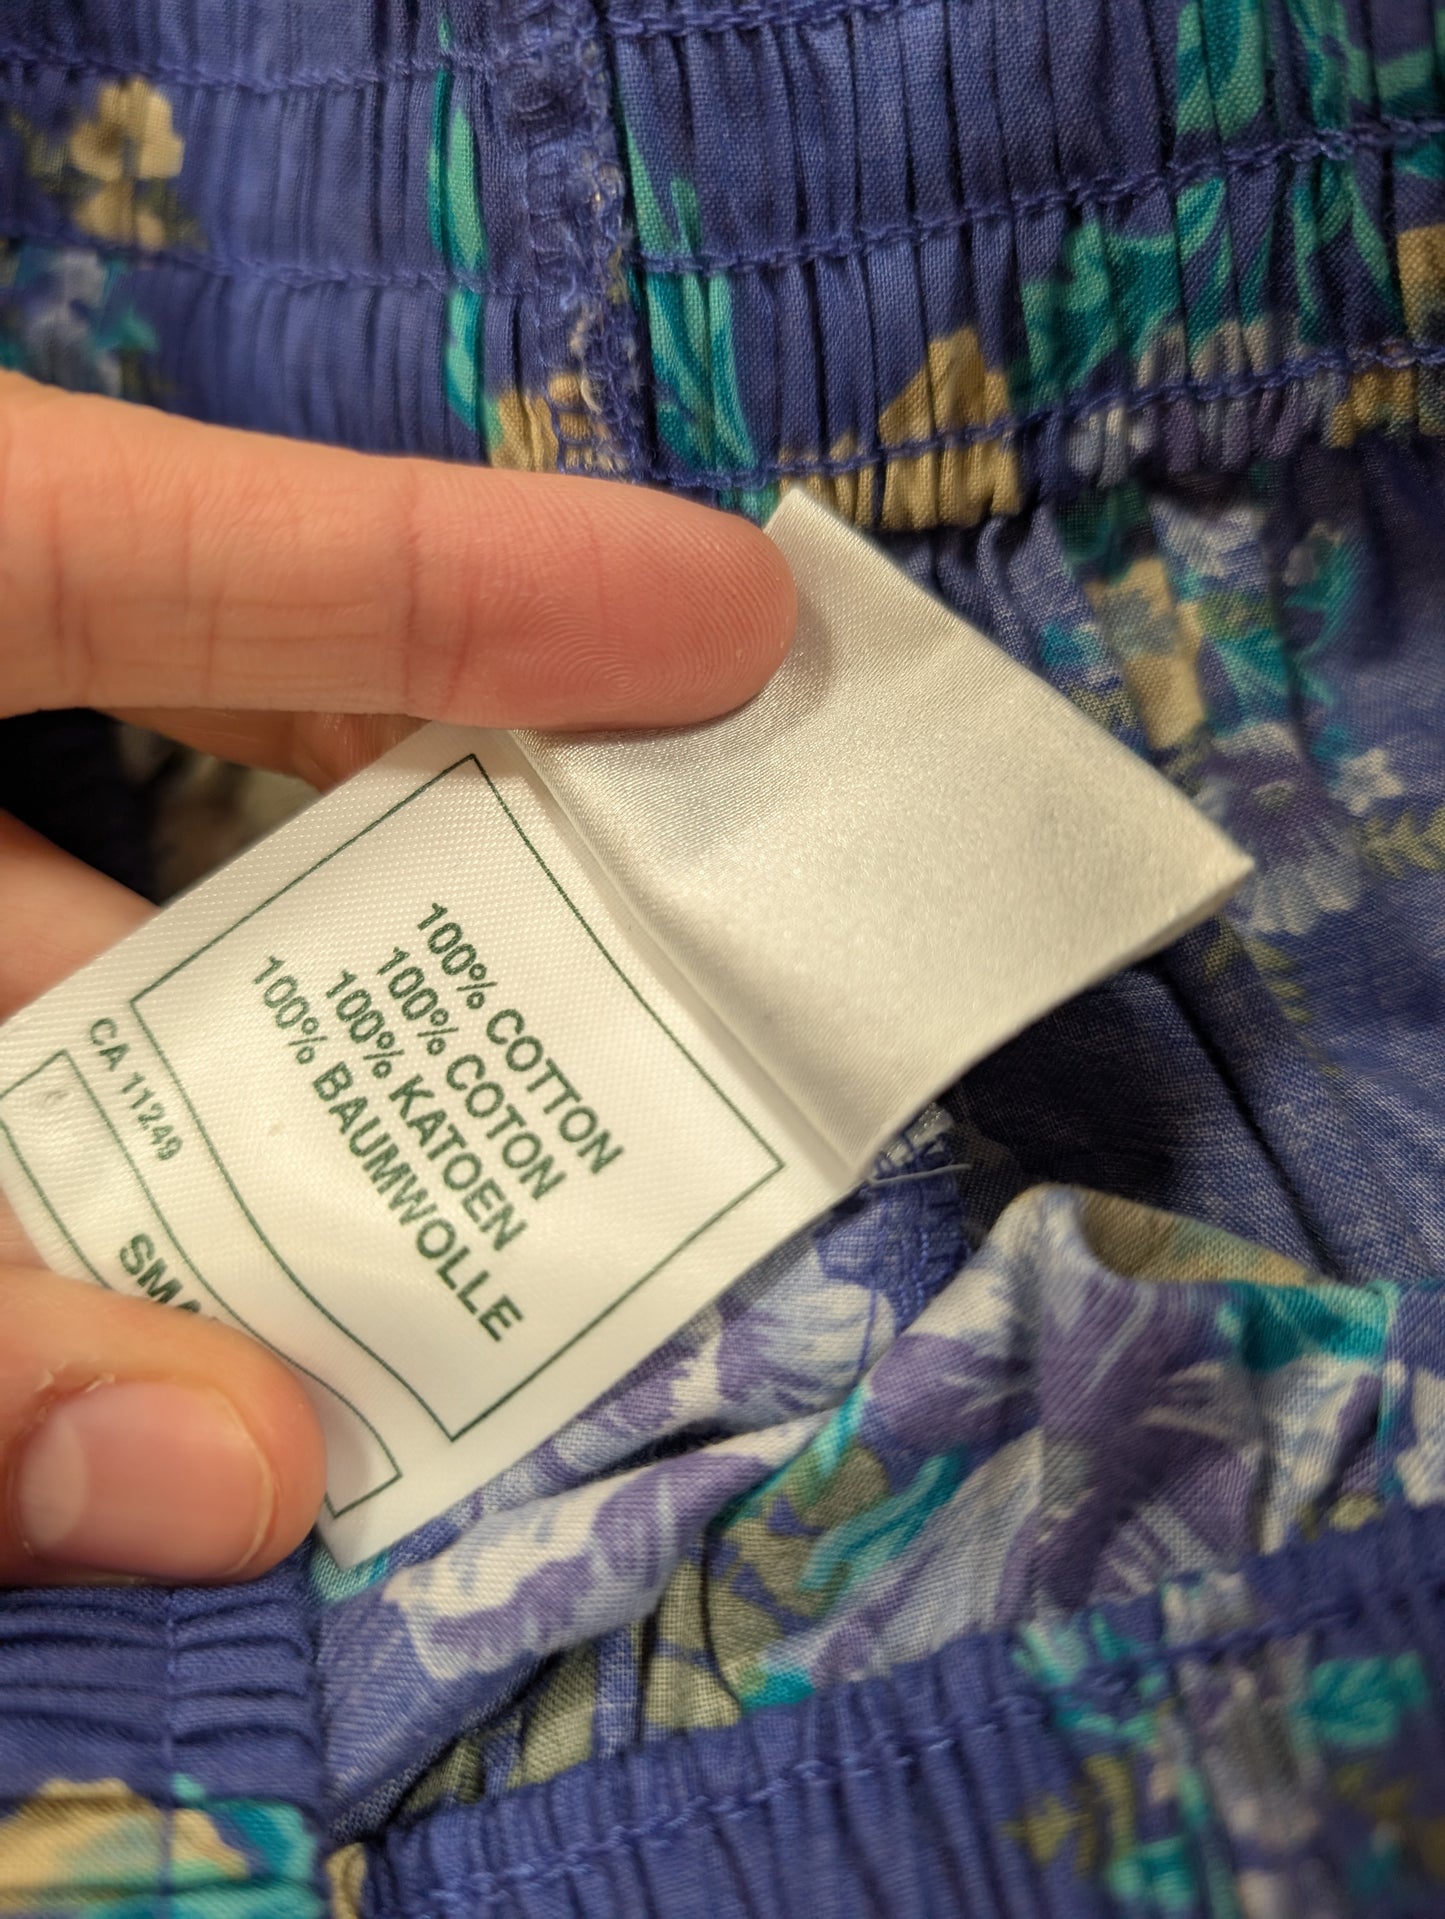 100% COTTON
100% COTON
100% KATOEN
100% BAUMWOLLE
CA 11249